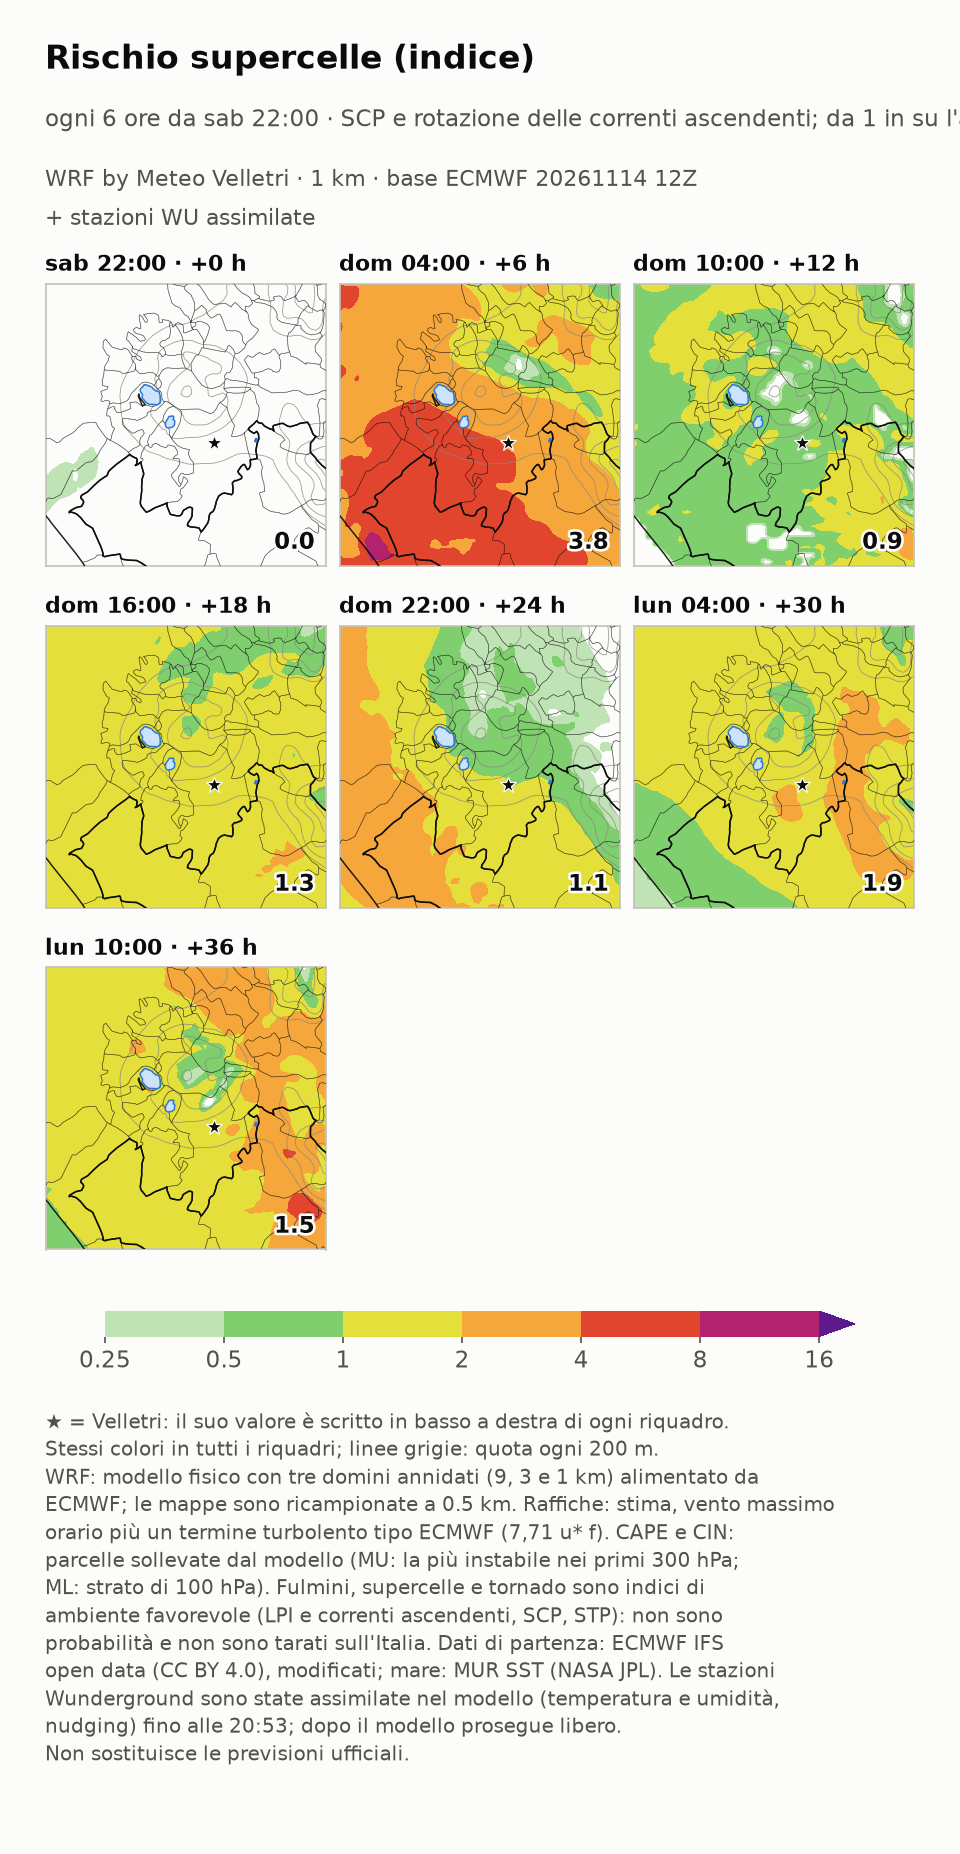 Rischio supercelle (indice)
ogni 6 ore da sab 22:00 · SCP e rotazione delle correnti ascendenti; da 1 in su
WRF by Meteo Velletri · 1 km · base ECMWF 20261114 12Z
+ stazioni WU assimilate
sab 22:00 · +0 h
dom 04:00 · +6 h
dom 10:00 · +12 h
0.0
3.8
0.9
dom 16:00 · +18 h
dom 22:00 · +24 h
lun 04:00 · +30 h
1.3
1.1
1.9
lun 10:00 · +36 h
1.5
0.25 0.5 1 2 4 8 16
★ = Velletri: il suo valore è scritto in basso a destra di ogni riquadro.
Stessi colori in tutti i riquadri; linee grigie: quota ogni 200 m.
WRF: modello fisico con tre domini annidati (9, 3 e 1 km) alimentato da
ECMWF; le mappe sono ricampionate a 0.5 km. Raffiche: stima, vento massimo
orario più un termine turbolento tipo ECMWF (7,71 u* f). CAPE e CIN:
parcelle sollevate dal modello (MU: la più instabile nei primi 300 hPa;
ML: strato di 100 hPa). Fulmini, supercelle e tornado sono indici di
ambiente favorevole (LPI e correnti ascendenti, SCP, STP): non sono
probabilità e non sono tarati sull'Italia. Dati di partenza: ECMWF IFS
open data (CC BY 4.0), modificati; mare: MUR SST (NASA JPL). Le stazioni
Wunderground sono state assimilate nel modello (temperatura e umidità,
nudging) fino alle 20:53; dopo il modello prosegue libero.
Non sostituisce le previsioni ufficiali.